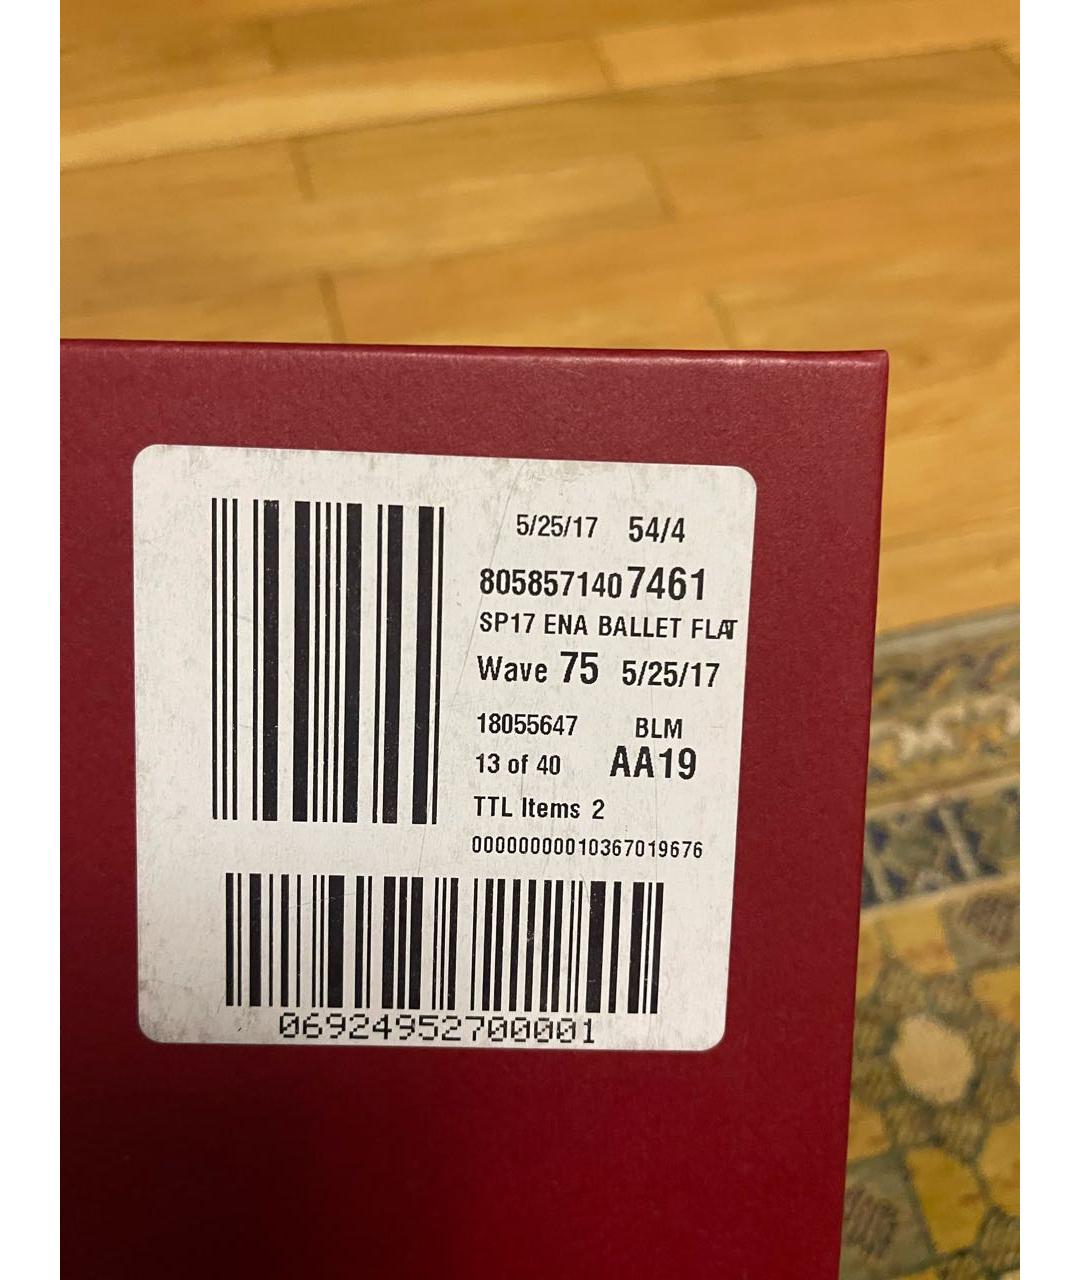 5/25/17 54/4
8058571407461
SP17 ENA BALLET FLAT
Wave 75 5/25/17
18055647 BLM
13 of 40 AA19
TTL Items 2
00000000010367019676
06924952700001